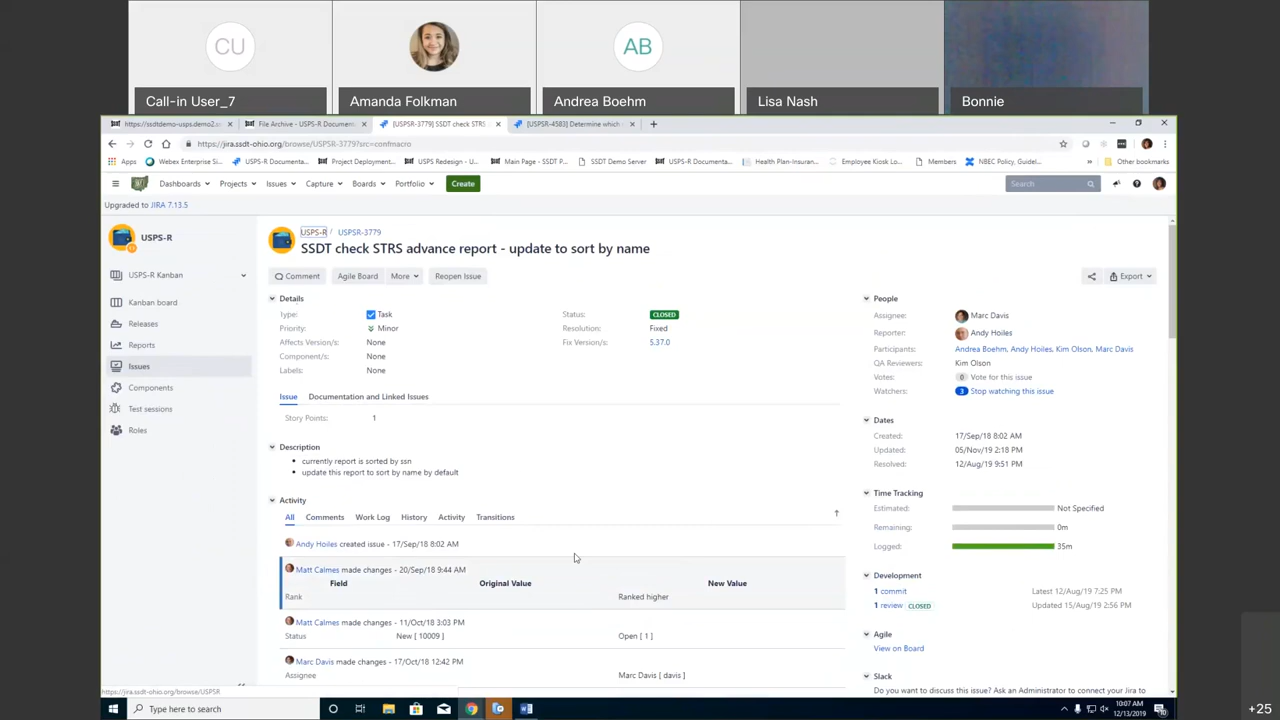 CU
AB
Call-in User_7
Amanda Folkman
Andrea Boehm
Lisa Nash
Bonnie
https://ssdtdemo-usps.demo2.s
File Archive - USPS-R Document
[USPSR-3779] SSDT check STRS
[USPSR-4583] Determine which
https://jira.ssdt-ohio.org/browse/USPSR-3779?src=confmacro
Apps
Webex Enterprise Si...
USPS-R Documenta...
Project Deployment...
USPS Redesign - U...
Main Page - SSDT P...
SSDT Demo Server
USPS-R Documenta...
Health Plan-Insuran...
Employee Kiosk Lo...
Members
NBEC Policy, Guidel...
Other bookmarks
Dashboards
Projects
Issues
Capture
Boards
Portfolio
Create
Search
Upgraded to JIRA 7.13.5
USPS-R
USPS-R Kanban
Kanban board
Releases
Reports
Issues
Components
Test sessions
Roles
USPS-R / USPSR-3779
SSDT check STRS advance report - update to sort by name
Comment
Agile Board
More
Reopen Issue
Export
Details
Type: Task
Priority: Minor
Affects Version/s: None
Component/s: None
Labels: None
Status: CLOSED
Resolution: Fixed
Fix Version/s: 5.37.0
Issue
Documentation and Linked Issues
Story Points: 1
Description
currently report is sorted by ssn
update this report to sort by name by default
Activity
All
Comments
Work Log
History
Activity
Transitions
Andy Hoiles created issue - 17/Sep/18 8:02 AM
Matt Calmes made changes - 20/Sep/18 9:44 AM
Field Original Value New Value
Rank Ranked higher
Matt Calmes made changes - 11/Oct/18 3:03 PM
Status New [ 10009 ] Open [ 1 ]
Marc Davis made changes - 17/Oct/18 12:42 PM
Assignee Marc Davis [ davis ]
People
Assignee: Marc Davis
Reporter: Andy Hoiles
Participants: Andrea Boehm, Andy Hoiles, Kim Olson, Marc Davis
QA Reviewers: Kim Olson
Votes: 0 Vote for this issue
Watchers: 3 Stop watching this issue
Dates
Created: 17/Sep/18 8:02 AM
Updated: 05/Nov/19 2:18 PM
Resolved: 12/Aug/19 9:51 PM
Time Tracking
Estimated: Not Specified
Remaining: 0m
Logged: 35m
Development
1 commit Latest 12/Aug/19 7:25 PM
1 review CLOSED Updated 15/Aug/19 2:56 PM
Agile
View on Board
Slack
Do you want to discuss this issue? Ask an Administrator to connect your Jira to
https://jira.ssdt-ohio.org/browse/USPSR
Type here to search
10:07 AM
12/13/2019
+25